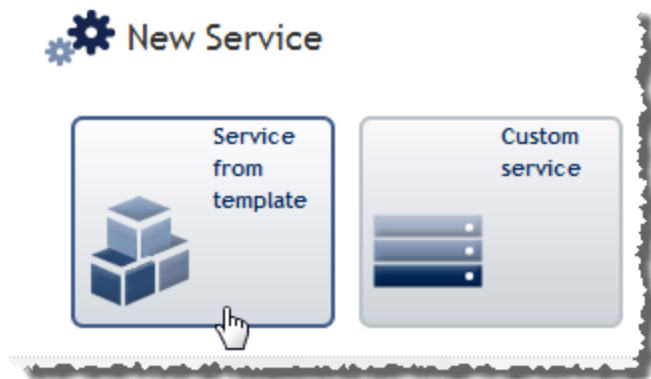 New Service
Service
from
template
Custom
service